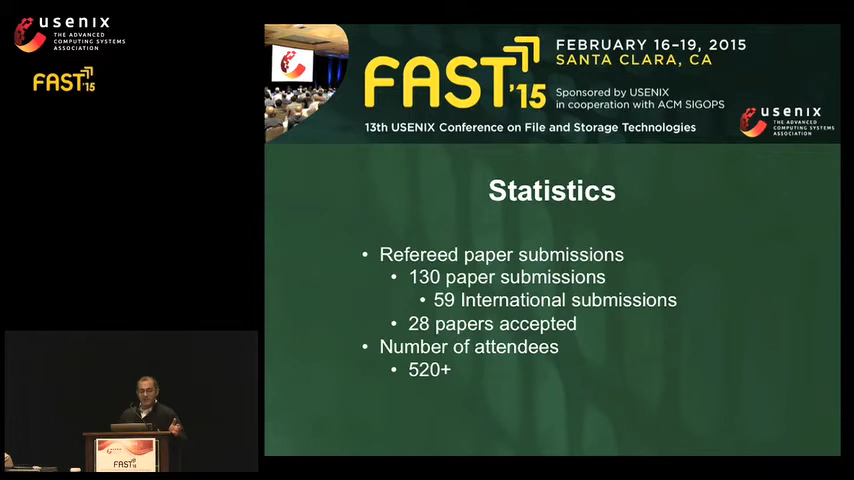 usenix
THE ADVANCED
COMPUTING SYSTEMS
ASSOCIATION
FAST'15
FEBRUARY 16–19, 2015
SANTA CLARA, CA
FAST'15
Sponsored by USENIX
in cooperation with ACM SIGOPS
13th USENIX Conference on File and Storage Technologies
usenix
THE ADVANCED
COMPUTING SYSTEMS
ASSOCIATION
Statistics
• Refereed paper submissions
• 130 paper submissions
• 59 International submissions
• 28 papers accepted
• Number of attendees
• 520+
FAST'15